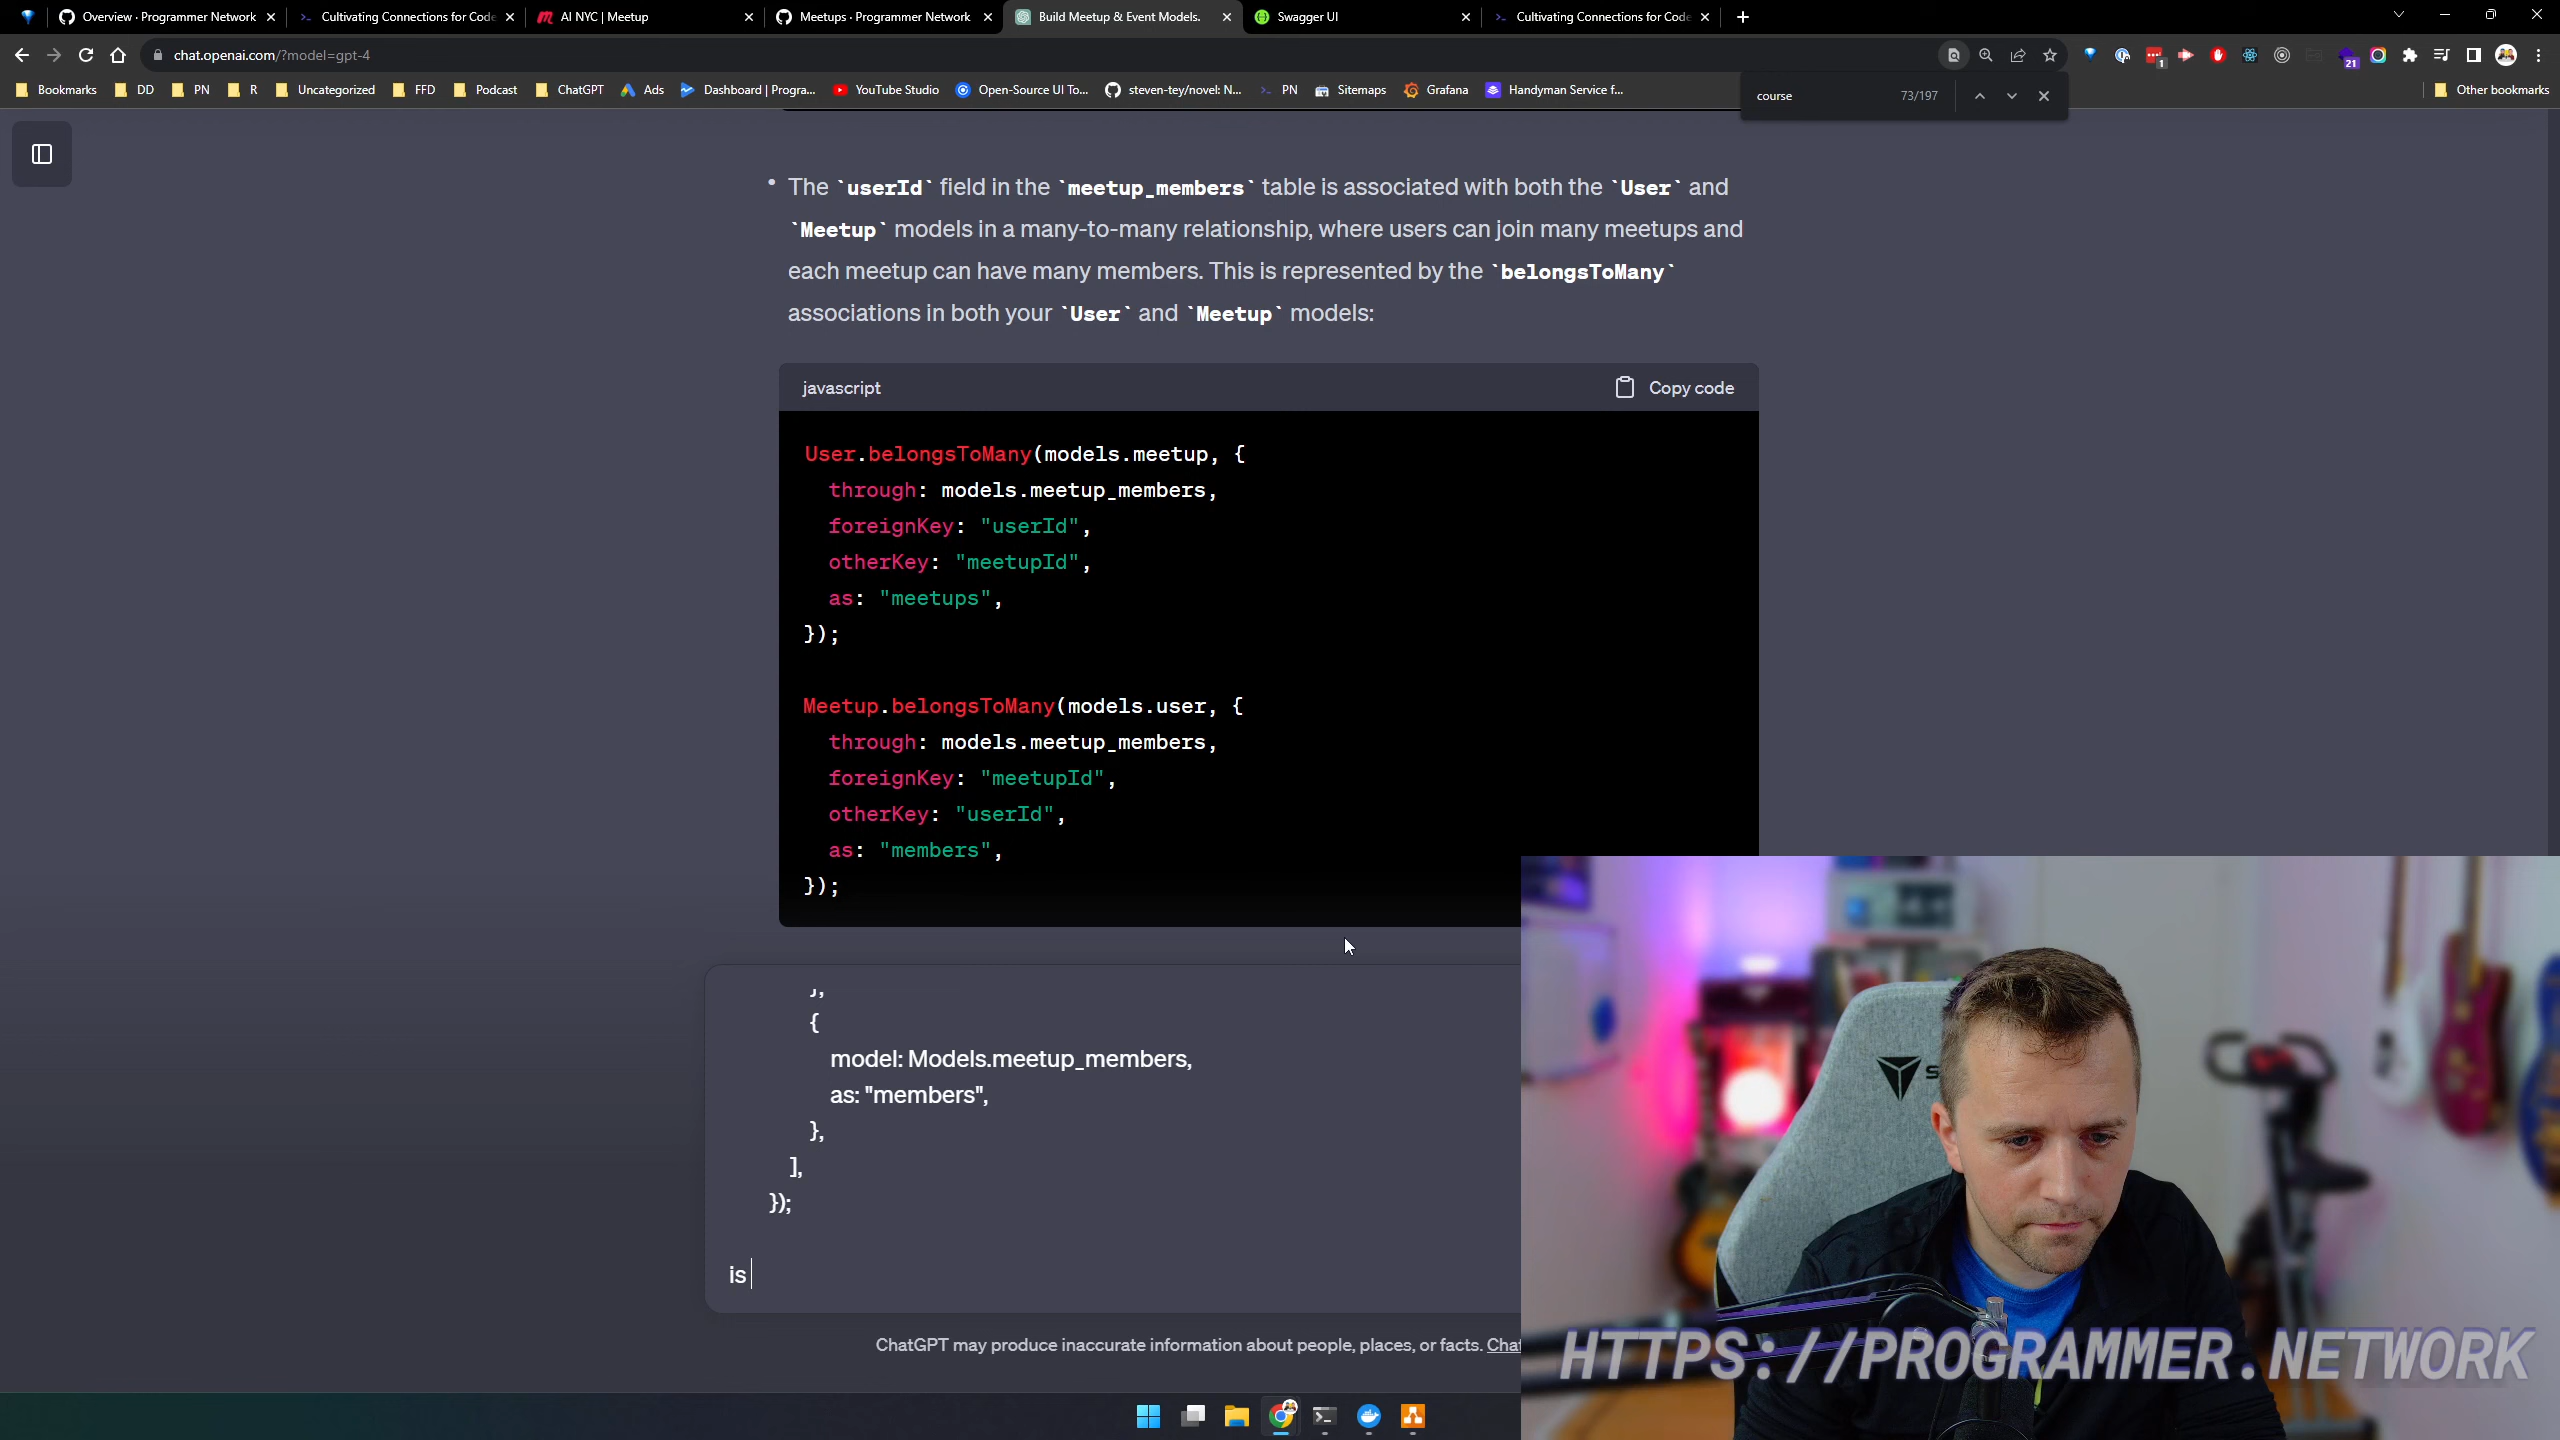 Overview · Programmer Network
Cultivating Connections for Code
AI NYC | Meetup
Meetups · Programmer Network
Build Meetup & Event Models.
Swagger UI
Cultivating Connections for Code
chat.openai.com/?model=gpt-4
1
21
Bookmarks
DD
PN
R
Uncategorized
FFD
Podcast
ChatGPT
Ads
Dashboard | Progra...
YouTube Studio
Open-Source UI To...
steven-tey/novel: N...
PN
Sitemaps
Grafana
Handyman Service f...
Other bookmarks
course
73/197
• The `userId` field in the `meetup_members` table is associated with both the `User` and
`Meetup` models in a many-to-many relationship, where users can join many meetups and
each meetup can have many members. This is represented by the `belongsToMany`
associations in both your `User` and `Meetup` models:
javascript
Copy code
User.belongsToMany(models.meetup, {
through: models.meetup_members,
foreignKey: "userId",
otherKey: "meetupId",
as: "meetups",
});
Meetup.belongsToMany(models.user, {
through: models.meetup_members,
foreignKey: "meetupId",
otherKey: "userId",
as: "members",
});
},
{
model: Models.meetup_members,
as: "members",
},
],
});
is
ChatGPT may produce inaccurate information about people, places, or facts. Chat
HTTPS://PROGRAMMER.NETWORK